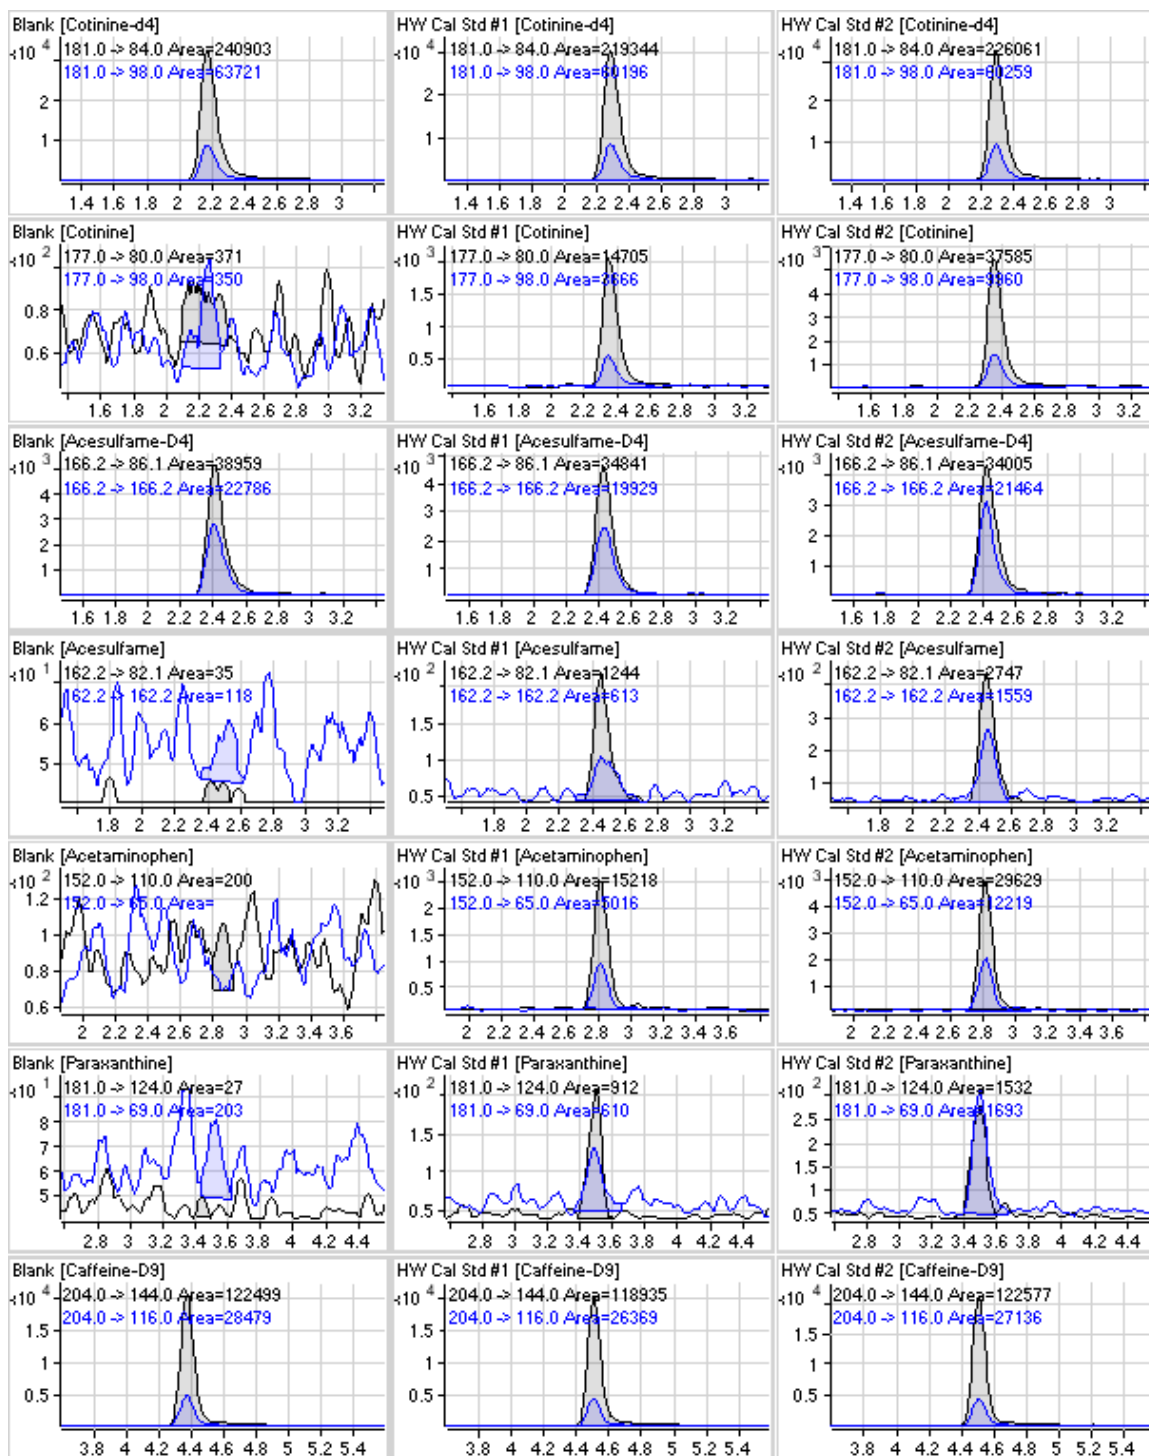 Blank [Cotinine-d4] HW Cal Std #1 [Cotinine-d4] HW Cal Std #2 [Cotinine-d4]
x10 4 181.0 -> 84.0 Area=240903 x10 4 181.0 -> 84.0 Area=219344 x10 4 181.0 -> 84.0 Area=226061
181.0 -> 98.0 Area=63721 181.0 -> 98.0 Area=60196 181.0 -> 98.0 Area=60259
2 2 2
1 1 1
1.4 1.6 1.8 2 2.2 2.4 2.6 2.8 3 1.4 1.6 1.8 2 2.2 2.4 2.6 2.8 3 1.4 1.6 1.8 2 2.2 2.4 2.6 2.8 3
Blank [Cotinine] HW Cal Std #1 [Cotinine] HW Cal Std #2 [Cotinine]
x10 2 177.0 -> 80.0 Area=371 x10 3 177.0 -> 80.0 Area=14705 x10 3 177.0 -> 80.0 Area=37585
177.0 -> 98.0 Area=350 177.0 -> 98.0 Area=3666 177.0 -> 98.0 Area=9960
0.8 1.5 4
0.6 1 3
0.5 2
1
1.6 1.8 2 2.2 2.4 2.6 2.8 3 3.2 1.6 1.8 2 2.2 2.4 2.6 2.8 3 3.2 1.6 1.8 2 2.2 2.4 2.6 2.8 3 3.2
Blank [Acesulfame-D4] HW Cal Std #1 [Acesulfame-D4] HW Cal Std #2 [Acesulfame-D4]
x10 3 166.2 -> 86.1 Area=38959 x10 3 166.2 -> 86.1 Area=34841 x10 3 166.2 -> 86.1 Area=34005
166.2 -> 166.2 Area=22786 166.2 -> 166.2 Area=19929 166.2 -> 166.2 Area=21464
4 4
3 3 3
2 2 2
1 1 1
1.6 1.8 2 2.2 2.4 2.6 2.8 3 3.2 1.6 1.8 2 2.2 2.4 2.6 2.8 3 3.2 1.6 1.8 2 2.2 2.4 2.6 2.8 3 3.2
Blank [Acesulfame] HW Cal Std #1 [Acesulfame] HW Cal Std #2 [Acesulfame]
x10 1 162.2 -> 82.1 Area=35 x10 2 162.2 -> 82.1 Area=1244 x10 2 162.2 -> 82.1 Area=2747
162.2 -> 162.2 Area=118 162.2 -> 162.2 Area=613 162.2 -> 162.2 Area=1559
6 1.5 3
5 1 2
0.5 1
1.8 2 2.2 2.4 2.6 2.8 3 3.2 1.8 2 2.2 2.4 2.6 2.8 3 3.2 1.6 1.8 2 2.2 2.4 2.6 2.8 3 3.2
Blank [Acetaminophen] HW Cal Std #1 [Acetaminophen] HW Cal Std #2 [Acetaminophen]
x10 2 152.0 -> 110.0 Area=200 x10 3 152.0 -> 110.0 Area=15218 x10 3 152.0 -> 110.0 Area=29629
1.2 152.0 -> 65.0 Area= 2 152.0 -> 65.0 Area=5016 4 152.0 -> 65.0 Area=12219
1 1.5 3
0.8 1 2
0.6 0.5 1
2 2.2 2.4 2.6 2.8 3 3.2 3.4 3.6 2 2.2 2.4 2.6 2.8 3 3.2 3.4 3.6 2 2.2 2.4 2.6 2.8 3 3.2 3.4 3.6
Blank [Paraxanthine] HW Cal Std #1 [Paraxanthine] HW Cal Std #2 [Paraxanthine]
x10 1 181.0 -> 124.0 Area=27 x10 2 181.0 -> 124.0 Area=912 x10 2 181.0 -> 124.0 Area=1532
181.0 -> 69.0 Area=203 181.0 -> 69.0 Area=610 181.0 -> 69.0 Area=1693
8 1.5 2.5
7 1 2
6 0.5 1.5
5 1
0.5
2.8 3 3.2 3.4 3.6 3.8 4 4.2 4.4 2.8 3 3.2 3.4 3.6 3.8 4 4.2 4.4 2.8 3 3.2 3.4 3.6 3.8 4 4.2 4.4
Blank [Caffeine-D9] HW Cal Std #1 [Caffeine-D9] HW Cal Std #2 [Caffeine-D9]
x10 4 204.0 -> 144.0 Area=122499 x10 4 204.0 -> 144.0 Area=118935 x10 4 204.0 -> 144.0 Area=122577
204.0 -> 116.0 Area=28479 204.0 -> 116.0 Area=26369 204.0 -> 116.0 Area=27136
1.5 1.5 1.5
1 1 1
0.5 0.5 0.5
3.8 4 4.2 4.4 4.6 4.8 5 5.2 5.4 3.8 4 4.2 4.4 4.6 4.8 5 5.2 5.4 3.8 4 4.2 4.4 4.6 4.8 5 5.2 5.4